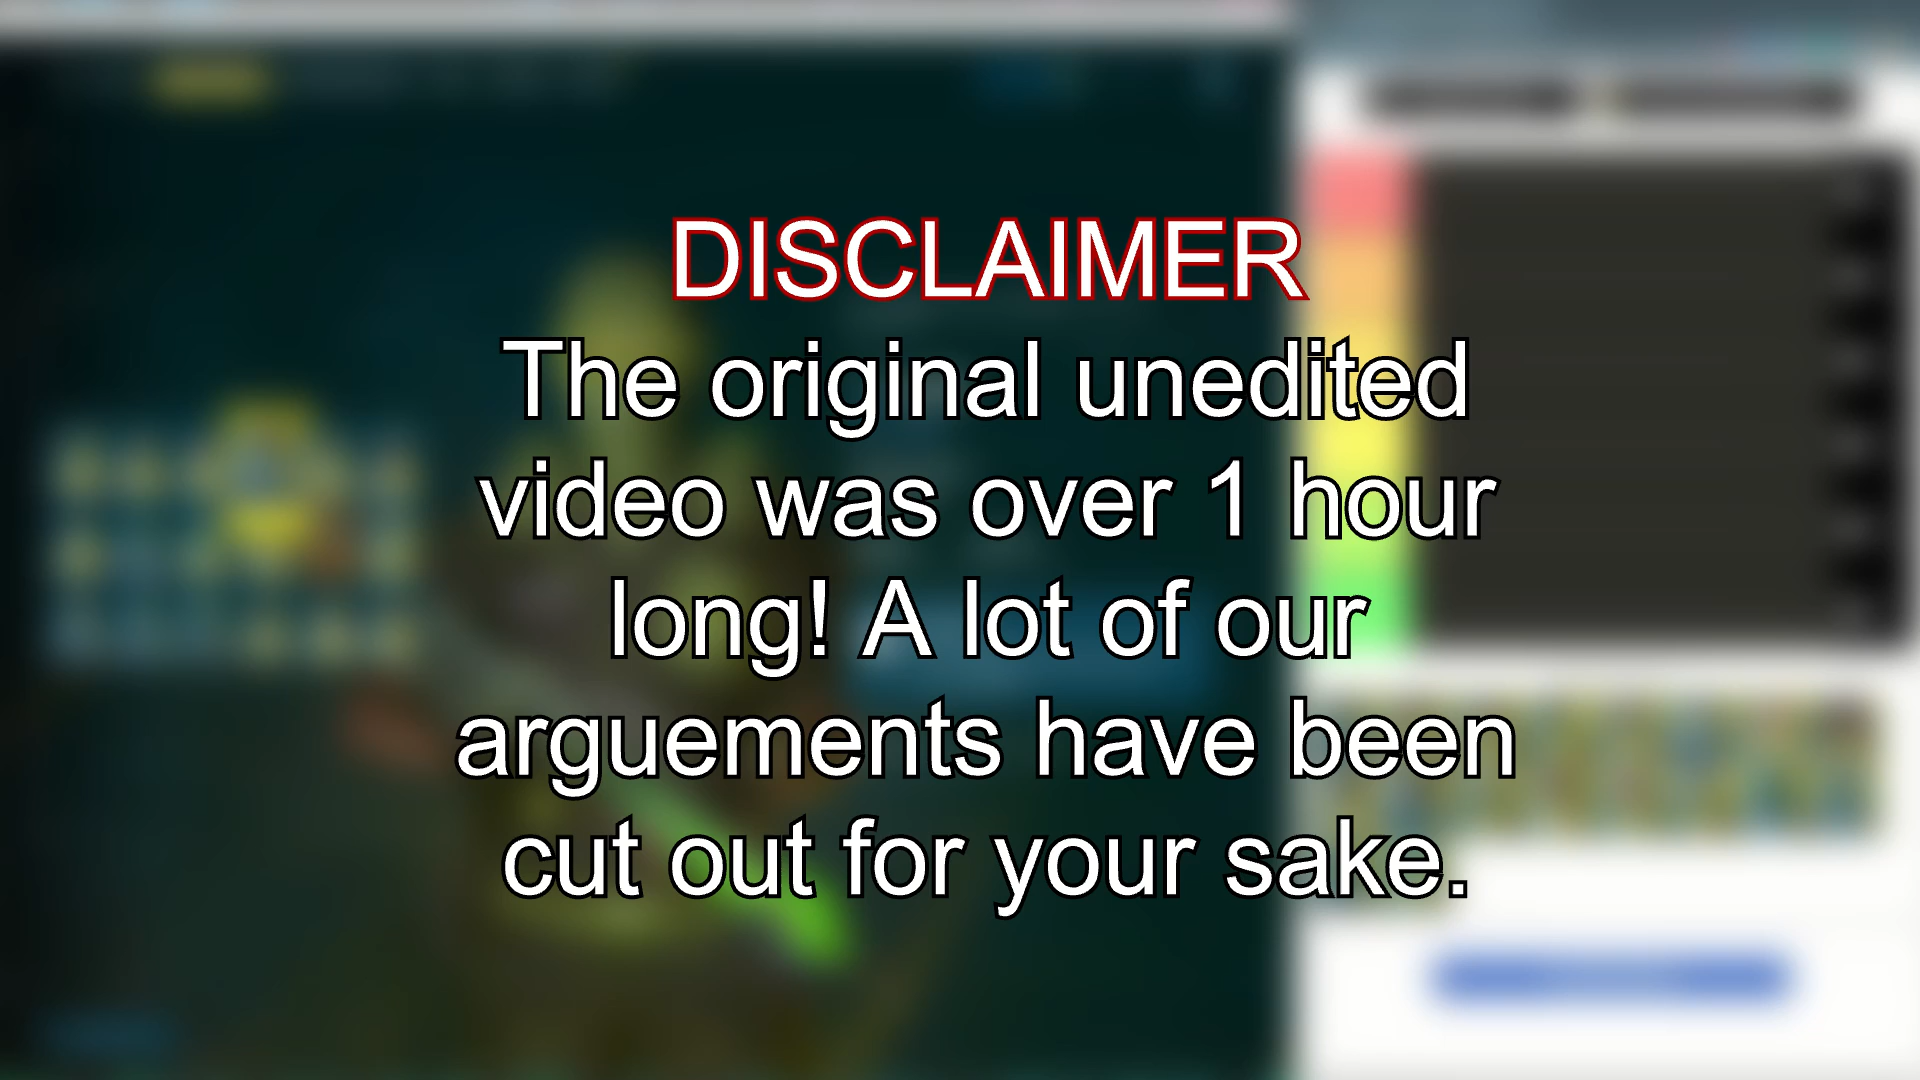 DISCLAIMER
The original unedited
video was over 1 hour
long! A lot of our
arguements have been
cut out for your sake.